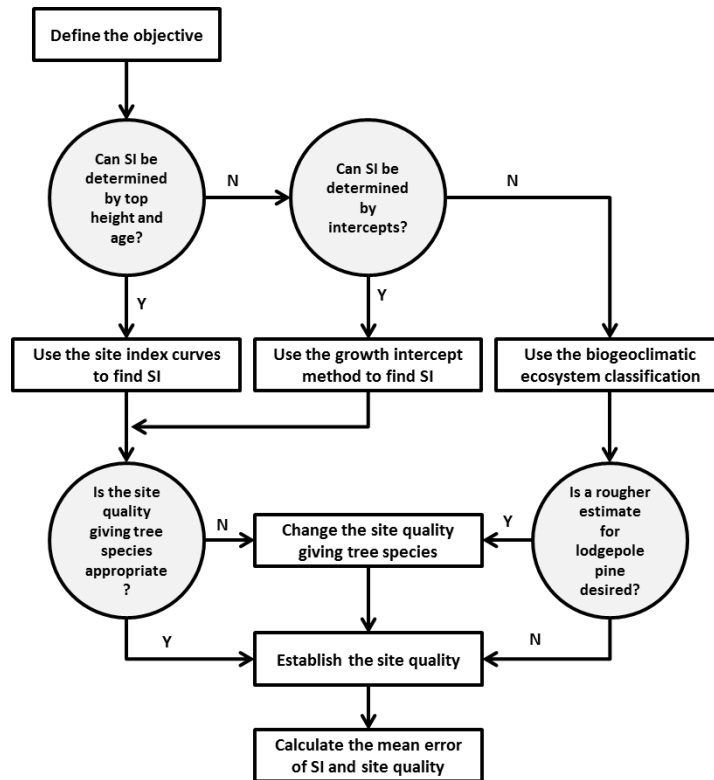 Define the objective
Can SI be
determined
by top
height and
age?
N
Can SI be
determined
by
intercepts?
N
Y
Y
Use the site index curves
to find SI
Use the growth intercept
method to find SI
Use the biogeoclimatic
ecosystem classification
Is the site
quality
giving tree
species
appropriate
?
N
Change the site quality
giving tree species
Y
Is a rougher
estimate
for
lodgepole
pine
desired?
Y
Establish the site quality
N
Calculate the mean error
of SI and site quality